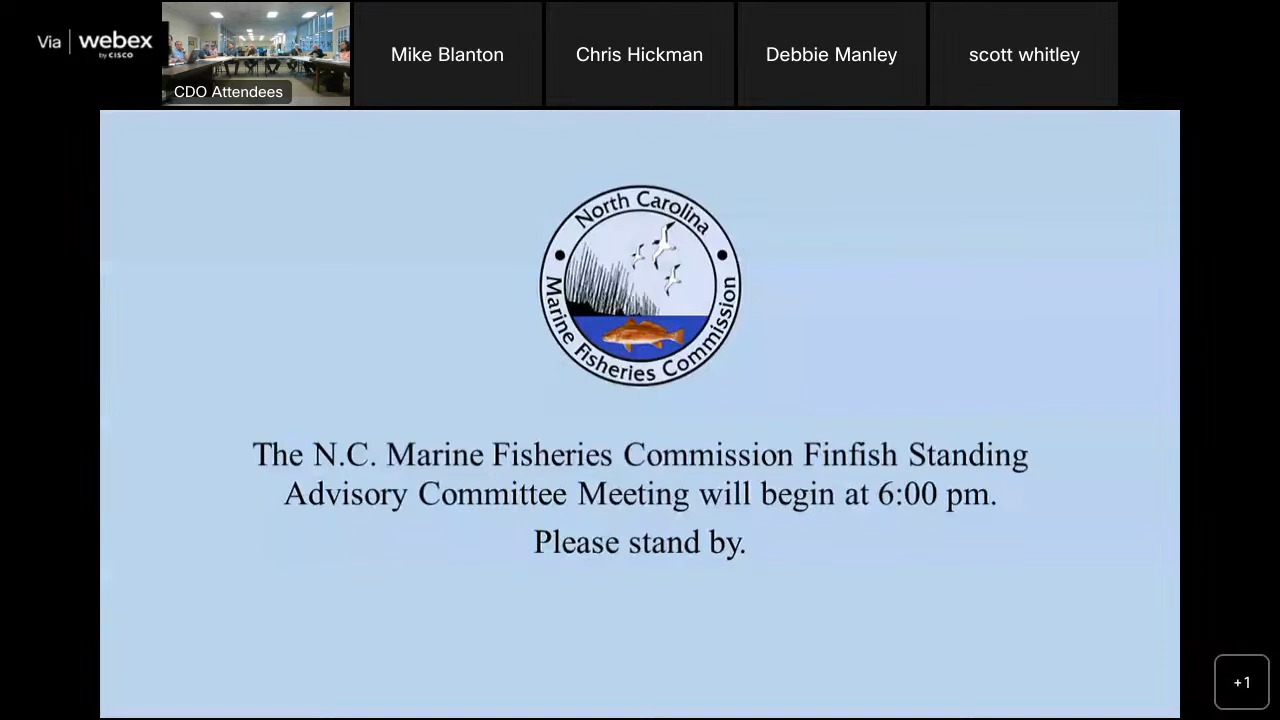 Via webex
by CISCO
CDO Attendees
Mike Blanton
Chris Hickman
Debbie Manley
scott whitley
North Carolina
Marine Fisheries Commission
The N.C. Marine Fisheries Commission Finfish Standing
Advisory Committee Meeting will begin at 6:00 pm.
Please stand by.
+1